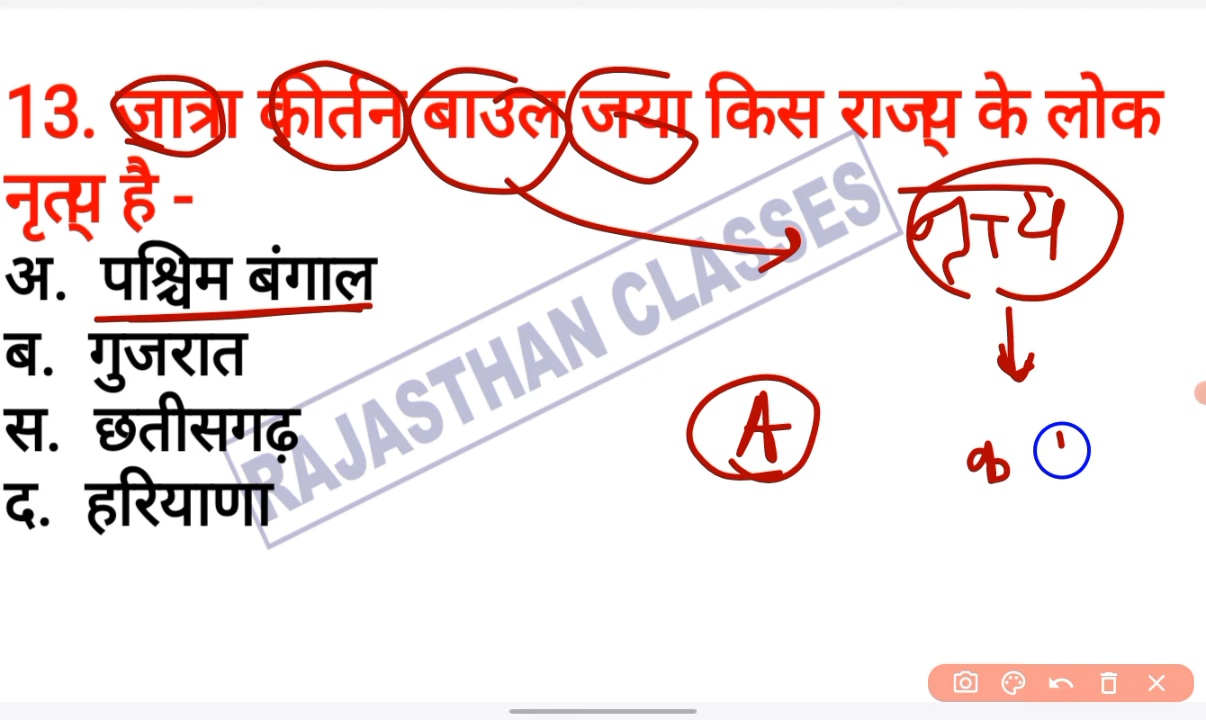 13. जात्रा कीर्तन बाउल जया किस राज्य के लोक
नृत्य है -
नृत्य
अ. पश्चिम बंगाल
ब. गुजरात
स. छतीसगढ़
द. हरियाणा
A
RAJASTHAN CLASSES